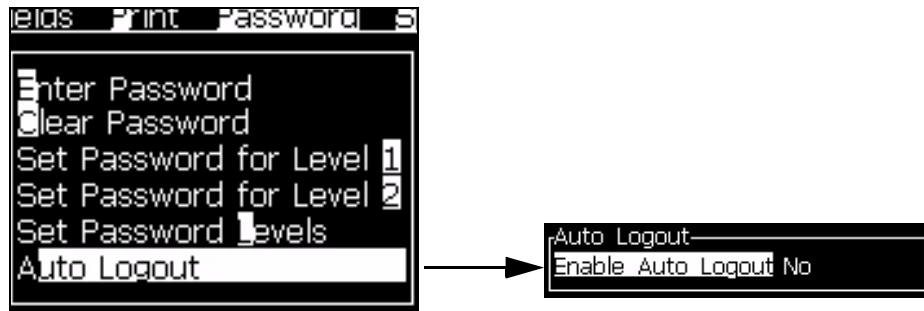 elds Print Password S
Enter Password
Clear Password
Set Password for Level 1
Set Password for Level 2
Set Password Levels
Auto Logout
Auto Logout
Enable Auto Logout No